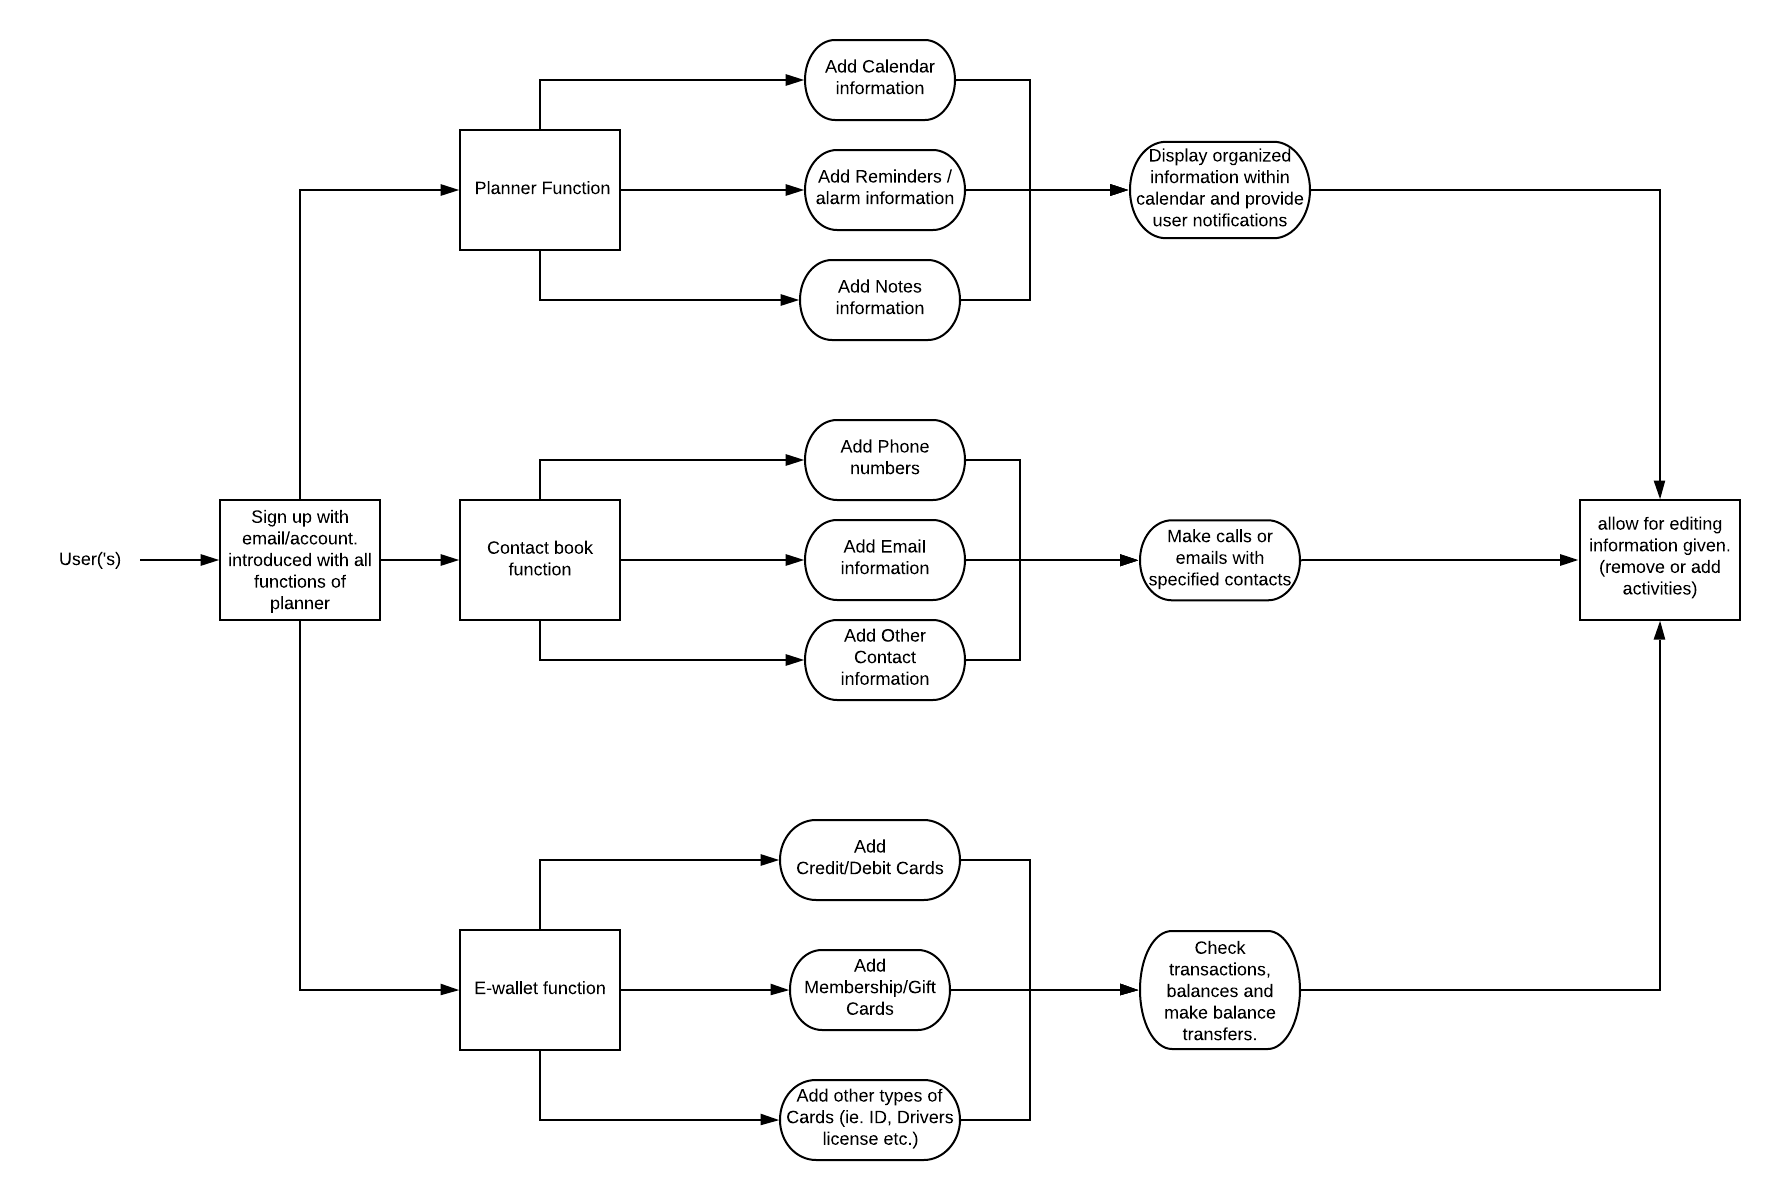 User('s)
Sign up with
email/account.
introduced with all
functions of
planner
Planner Function
Add Calendar
information
Add Reminders /
alarm information
Add Notes
information
Display organized
information within
calendar and provide
user notifications
Contact book
function
Add Phone
numbers
Add Email
information
Add Other
Contact
information
Make calls or
emails with
specified contacts
E-wallet function
Add
Credit/Debit Cards
Add
Membership/Gift
Cards
Add other types of
Cards (ie. ID, Drivers
license etc.)
Check
transactions,
balances and
make balance
transfers.
allow for editing
information given.
(remove or add
activities)